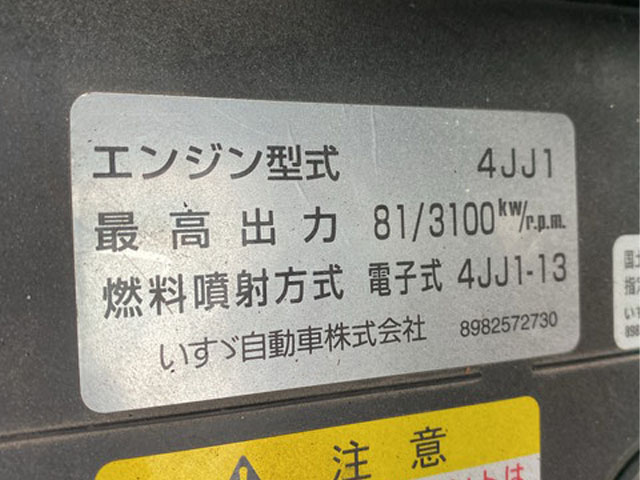 エンジン型式 4JJ1
最高出力 81/3100kw/r.p.m.
燃料噴射方式 電子式 4JJ1-13
いすゞ自動車株式会社 8982572730
注意